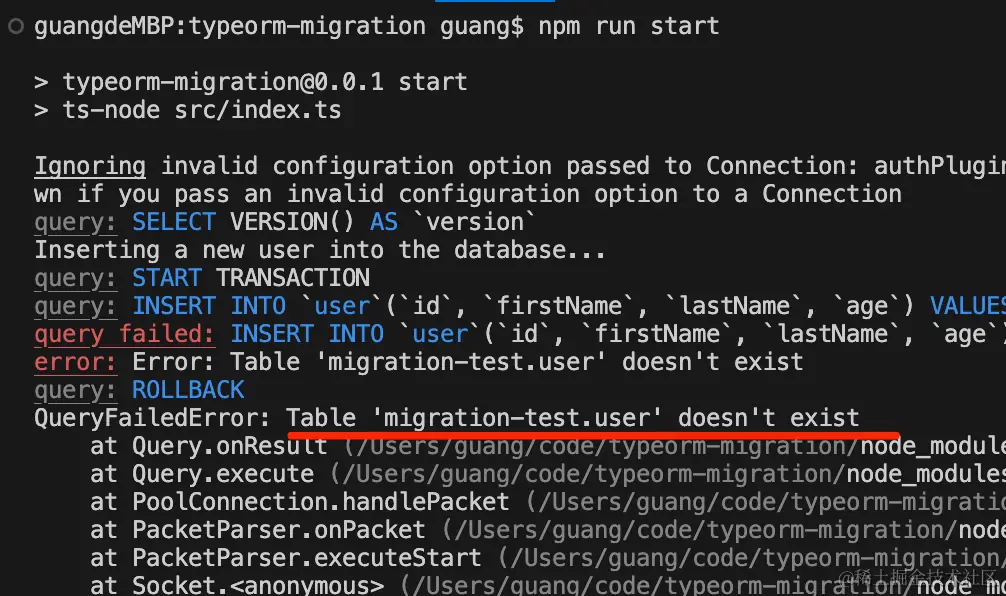 guangdeMBP:typeorm-migration guang$ npm run start
> typeorm-migration@0.0.1 start
> ts-node src/index.ts
Ignoring invalid configuration option passed to Connection: authPlugin
wn if you pass an invalid configuration option to a Connection
query: SELECT VERSION() AS `version`
Inserting a new user into the database...
query: START TRANSACTION
query: INSERT INTO `user`(`id`, `firstName`, `lastName`, `age`) VALUES
query failed: INSERT INTO `user`(`id`, `firstName`, `lastName`, `age`)
error: Error: Table 'migration-test.user' doesn't exist
query: ROLLBACK
QueryFailedError: Table 'migration-test.user' doesn't exist
at Query.onResult (/Users/guang/code/typeorm-migration/node_module
at Query.execute (/Users/guang/code/typeorm-migration/node_modules
at PoolConnection.handlePacket (/Users/guang/code/typeorm-migrati
at PacketParser.onPacket (/Users/guang/code/typeorm-migration/nod
at PacketParser.executeStart (/Users/guang/code/typeorm-migration
at Socket.<anonymous> (/Users/guang/code/typeorm-migration/node_m
@稀土掘金技术社区